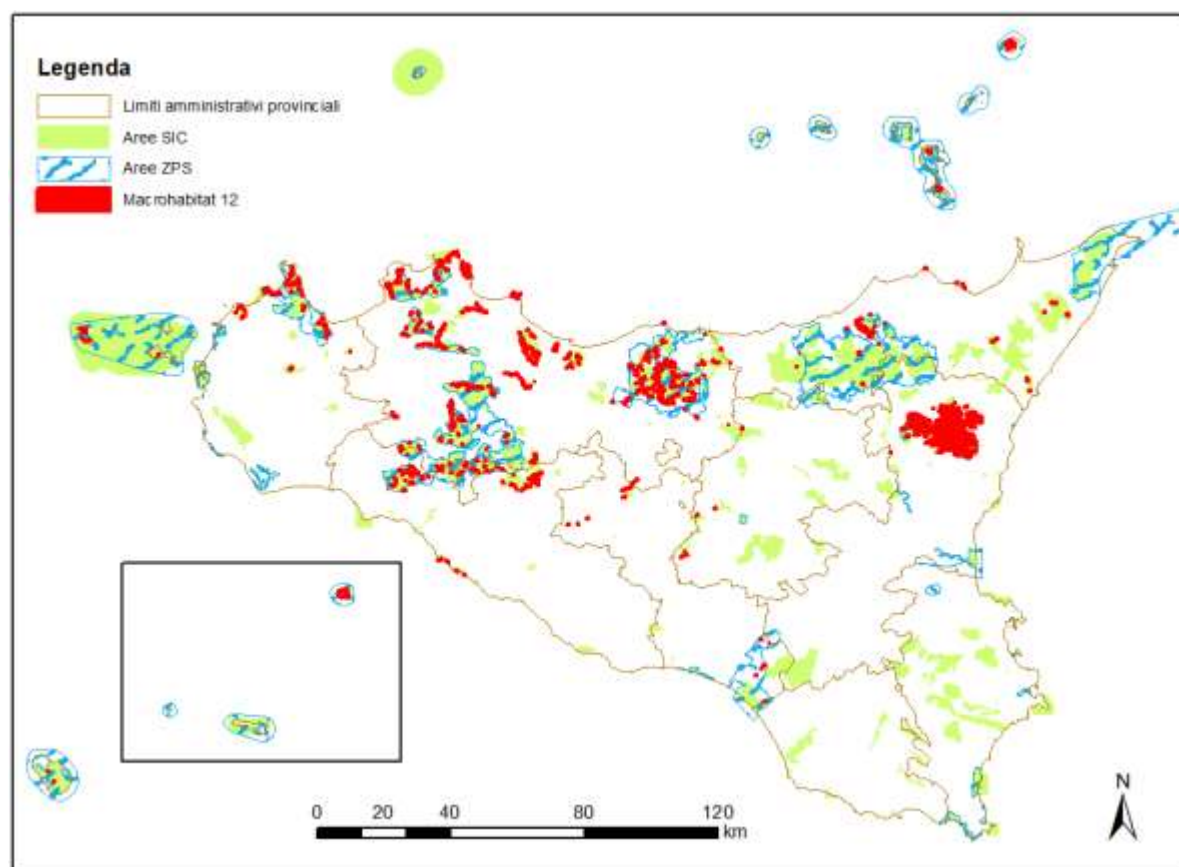 Legenda
Limiti amministrativi provinciali
Aree SIC
Aree ZPS
Macrohabitat 12
N
0 20 40 80 120
km